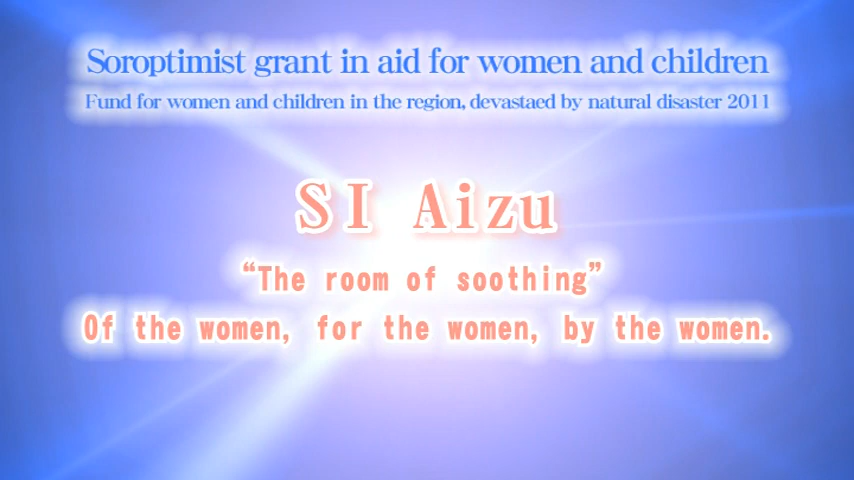 Soroptimist grant in aid for women and children
Fund for women and children in the region, devastaed by natural disaster 2011
SI Aizu
“The room of soothing”
Of the women, for the women, by the women.